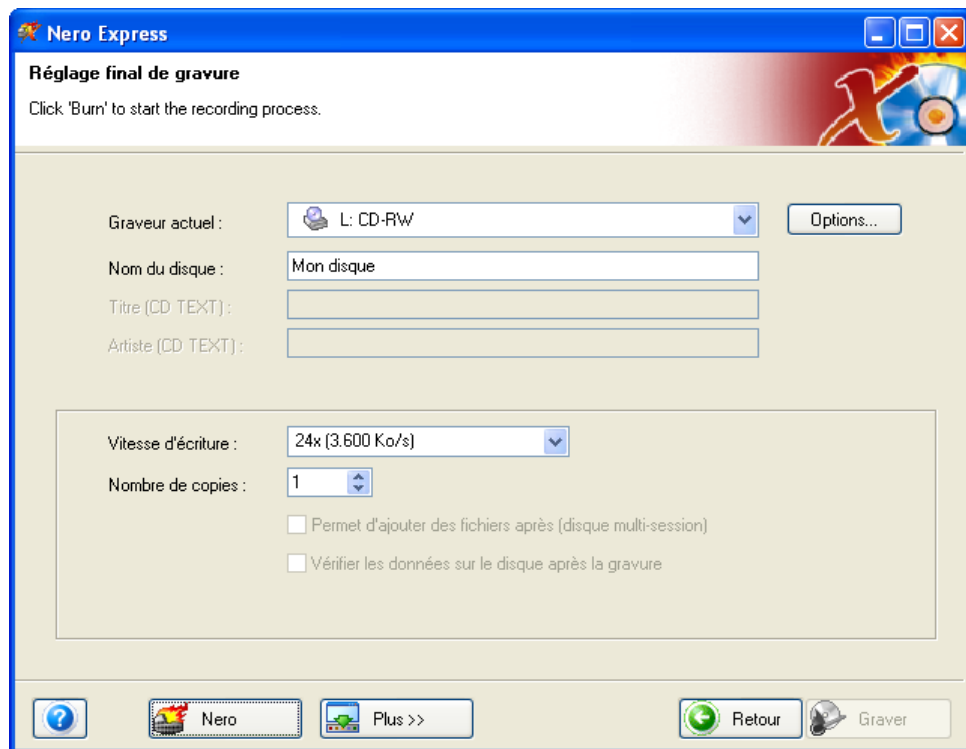 Nero Express
Réglage final de gravure
Click 'Burn' to start the recording process.
Graveur actuel :
L: CD-RW
Options...
Nom du disque :
Mon disque
Titre (CD TEXT) :
Artiste (CD TEXT) :
Vitesse d'écriture :
24x (3.600 Ko/s)
Nombre de copies :
1
Permet d'ajouter des fichiers après (disque multi-session)
Vérifier les données sur le disque après la gravure
?
Nero
Plus >>
Retour
Graver